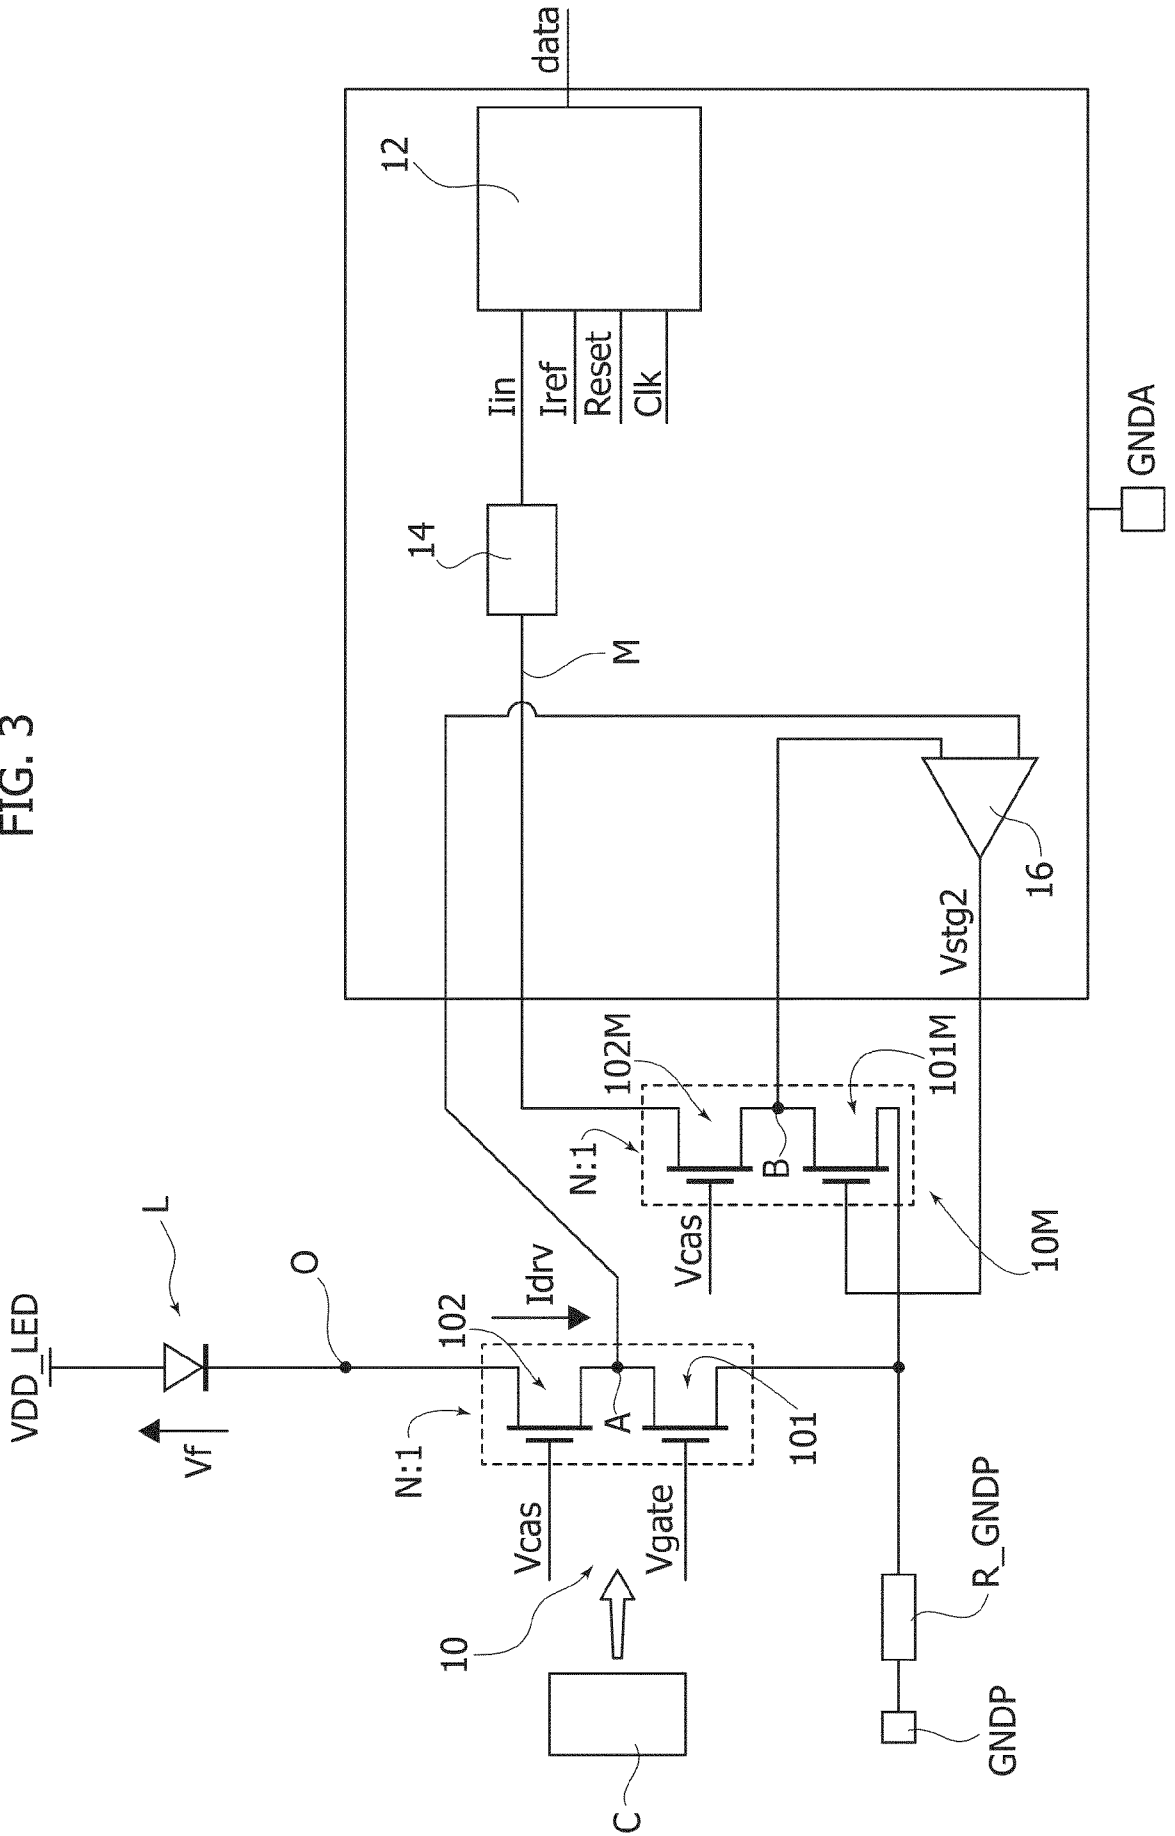 FIG. 3
VDD_LED
Vf
L
O
N:1
102
Idrv
Vcas
A
Vgate
101
10
C
N:1
102M
Vcas
B
101M
10M
R_GNDP
GNDP
Vstg2
16
M
14
Iin
Iref
Reset
Clk
12
data
GNDA